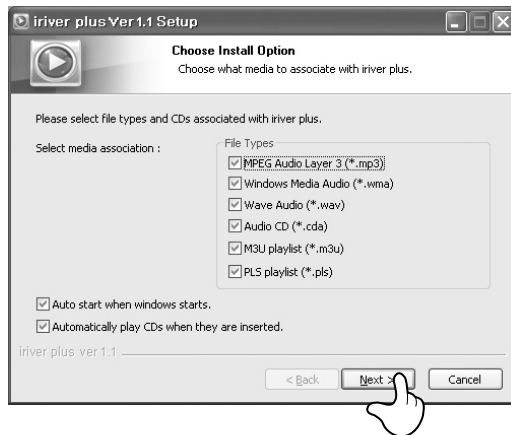 iriver plus Ver 1.1 Setup
Choose Install Option
Choose what media to associate with iriver plus.
Please select file types and CDs associated with iriver plus.
Select media association :
File Types
MPEG Audio Layer 3 (*.mp3)
Windows Media Audio (*.wma)
Wave Audio (*.wav)
Audio CD (*.cda)
M3U playlist (*.m3u)
PLS playlist (*.pls)
Auto start when windows starts.
Automatically play CDs when they are inserted.
iriver plus ver 1.1
< Back
Next >
Cancel